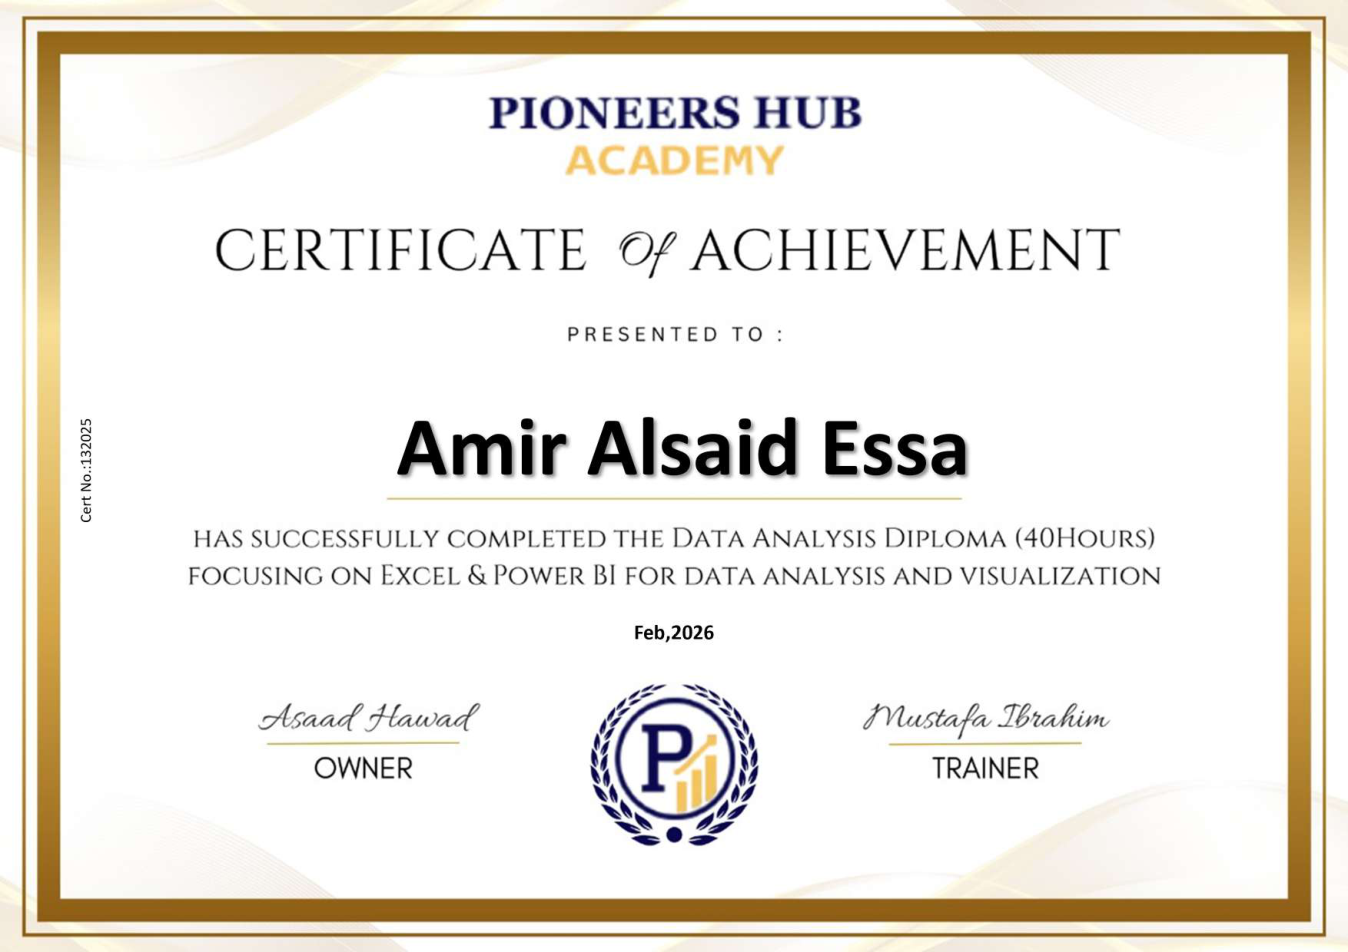 PIONEERS HUB
ACADEMY
CERTIFICATE Of ACHIEVEMENT
PRESENTED TO :
Amir Alsaid Essa
Cert No.:132025
HAS SUCCESSFULLY COMPLETED THE DATA ANALYSIS DIPLOMA (40HOURS)
FOCUSING ON EXCEL & POWER BI FOR DATA ANALYSIS AND VISUALIZATION
Feb,2026
Asaad Hawad
OWNER
P
Mustafa Ibrahim
TRAINER